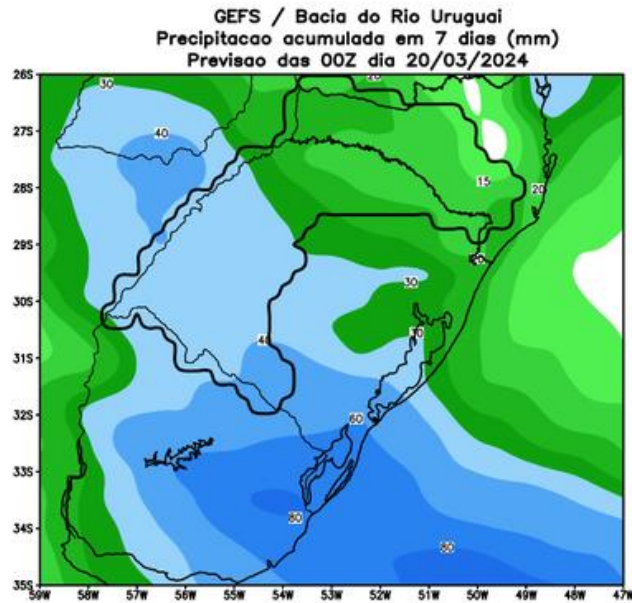 GEFS / Bacia do Rio Uruguai
Precipitacao acumulada em 7 dias (mm)
Previsao das 00Z dia 20/03/2024
26S
27S
28S
29S
30S
31S
32S
33S
34S
35S
30
20
40
15
20
30
40
60
80
80
59W 58W 57W 56W 55W 54W 53W 52W 51W 50W 49W 48W 47W